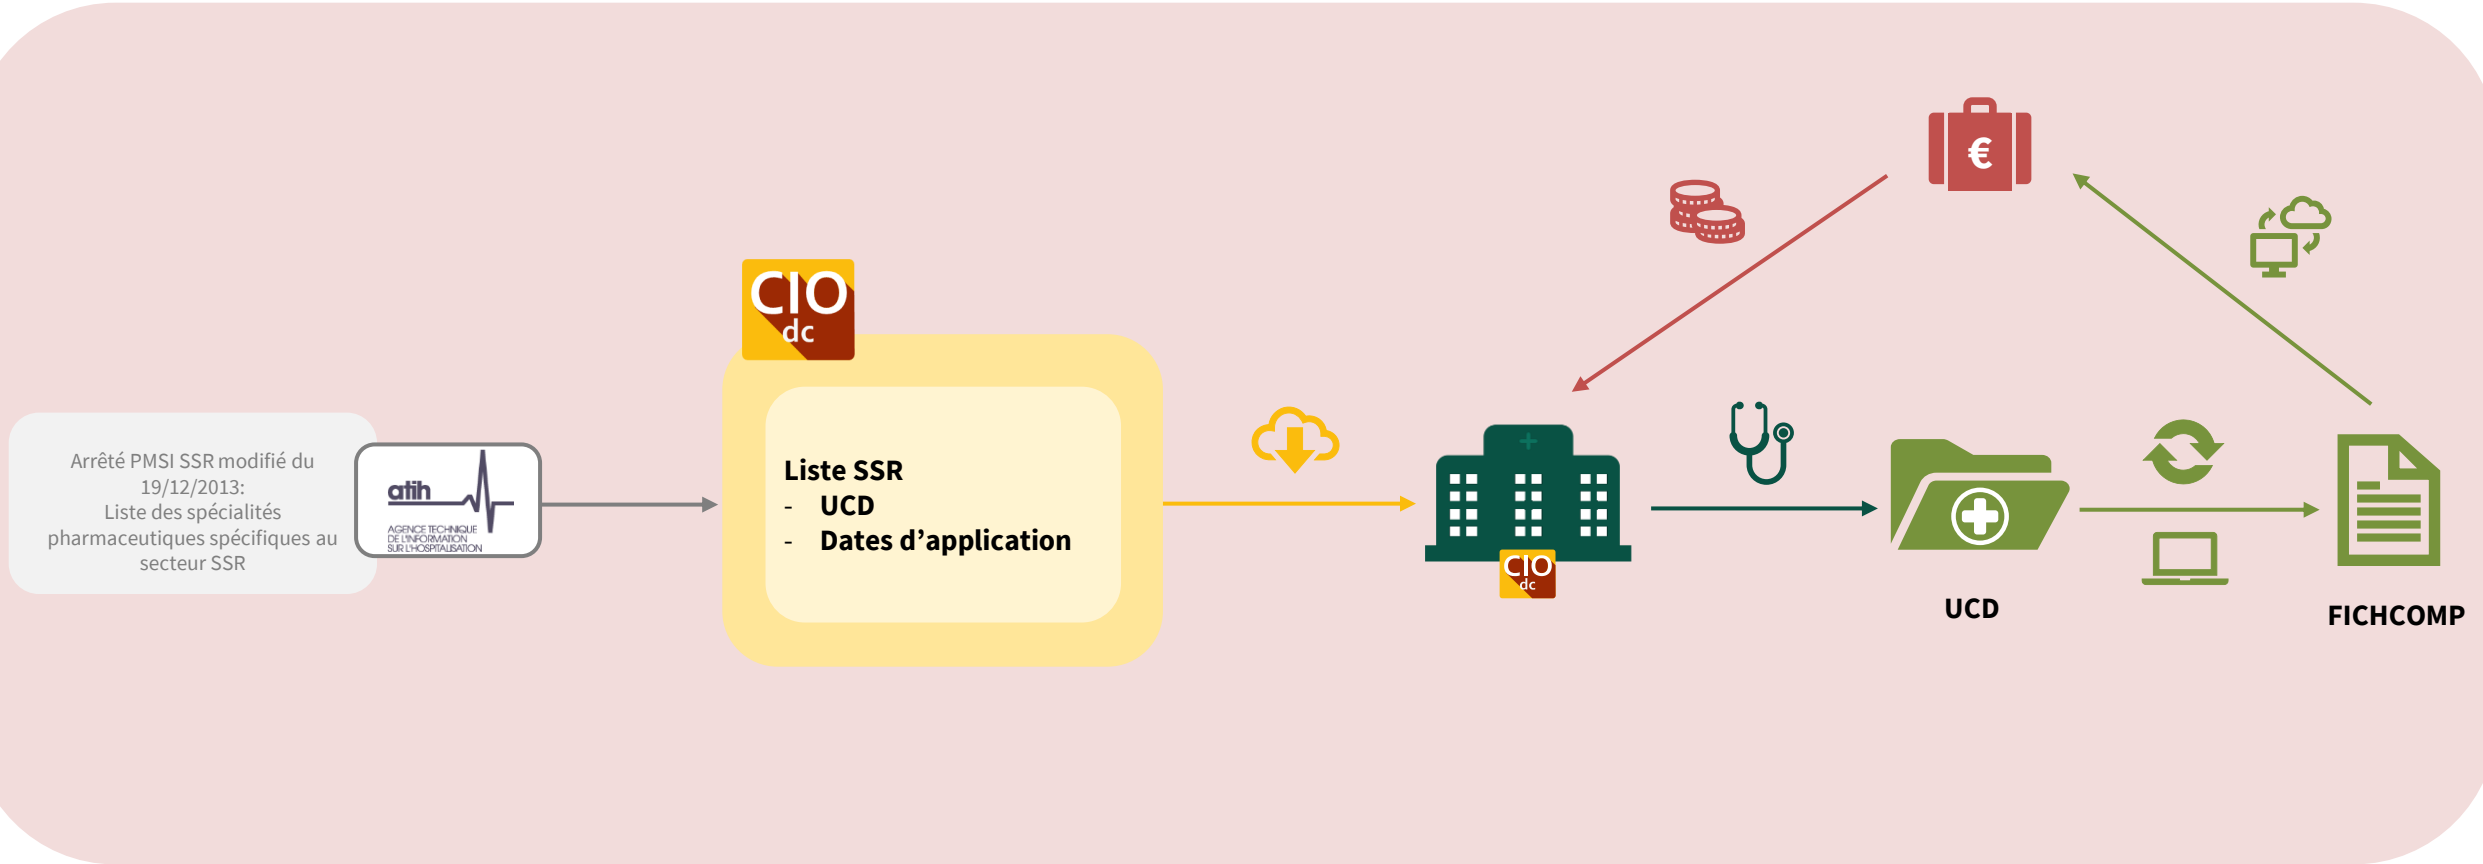 €
CIO
dc
Arrêté PMSI SSR modifié du
19/12/2013:
Liste des spécialités
pharmaceutiques spécifiques au
secteur SSR
atih
AGENCE TECHNIQUE
DE L'INFORMATION
SUR L'HOSPITALISATION
Liste SSR
- UCD
- Dates d’application
CIO
dc
UCD
FICHCOMP